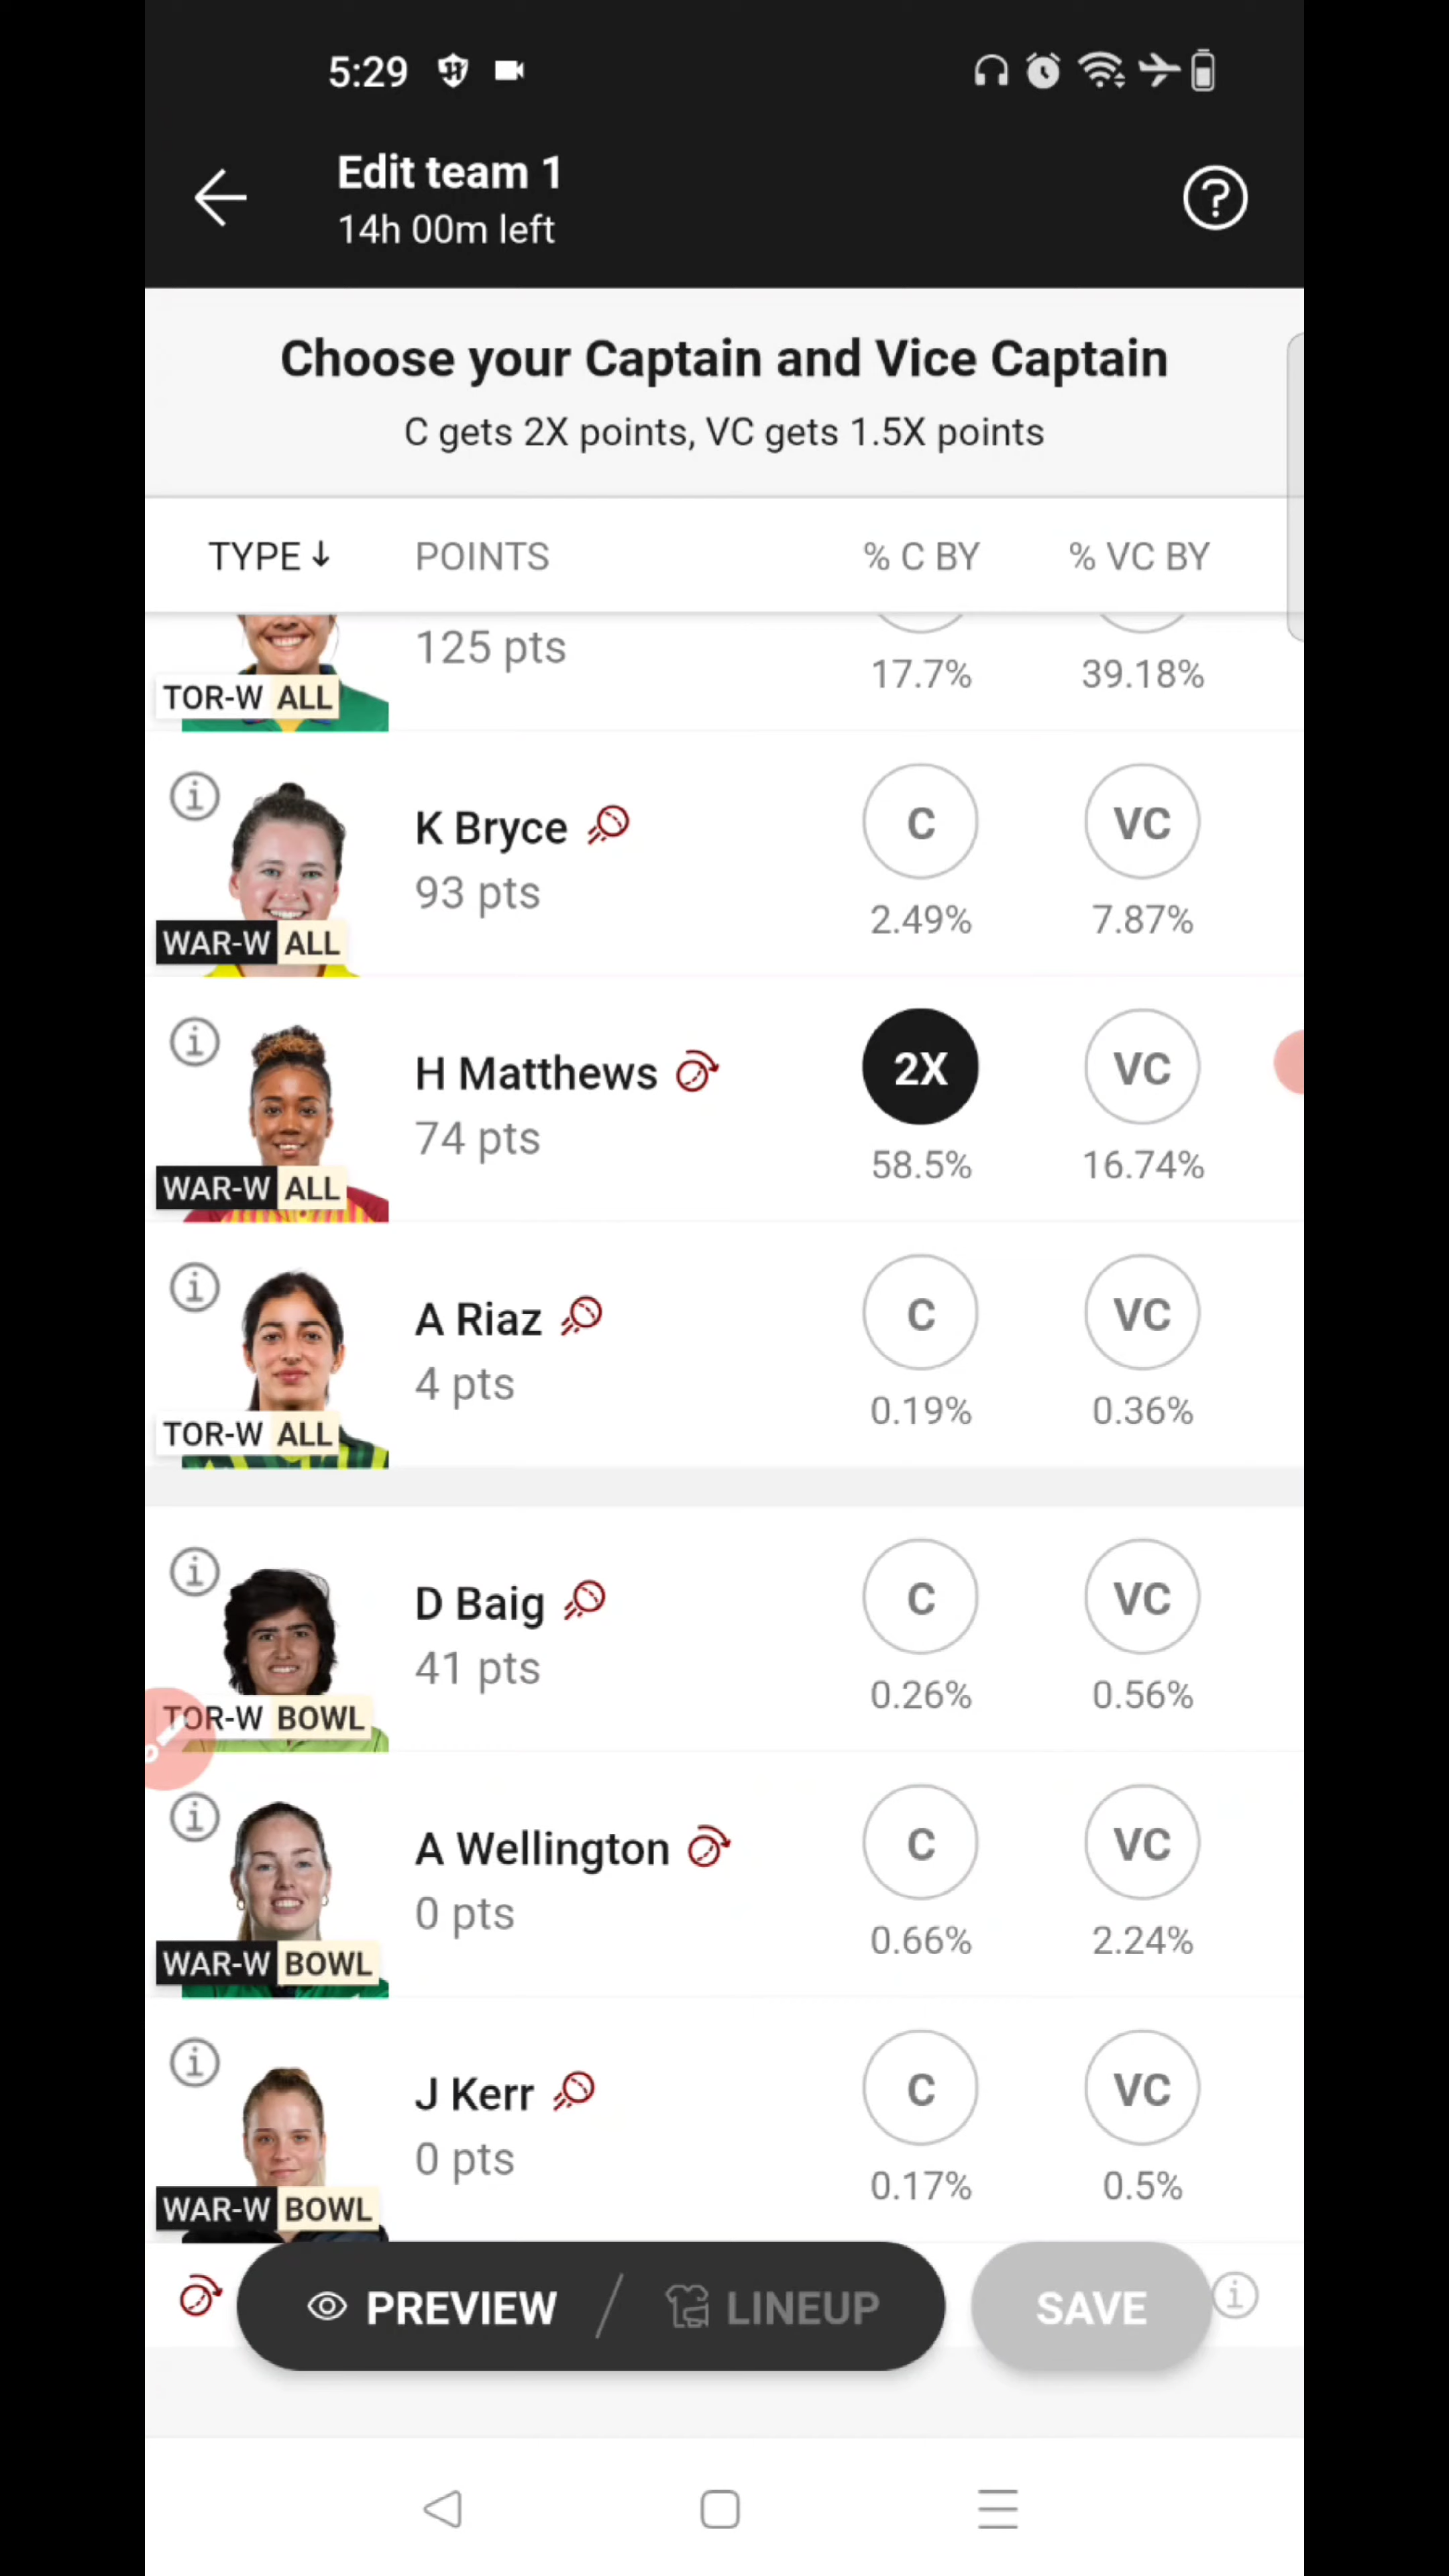 5:29
Edit team 1
14h 00m left
Choose your Captain and Vice Captain
C gets 2X points, VC gets 1.5X points
TYPE POINTS % C BY % VC BY
125 pts
17.7% 39.18%
TOR-W ALL
K Bryce C VC
93 pts
2.49% 7.87%
WAR-W ALL
H Matthews 2X VC
74 pts
58.5% 16.74%
WAR-W ALL
A Riaz C VC
4 pts
0.19% 0.36%
TOR-W ALL
D Baig C VC
41 pts
0.26% 0.56%
TOR-W BOWL
A Wellington C VC
0 pts
0.66% 2.24%
WAR-W BOWL
J Kerr C VC
0 pts
0.17% 0.5%
WAR-W BOWL
PREVIEW / LINEUP SAVE